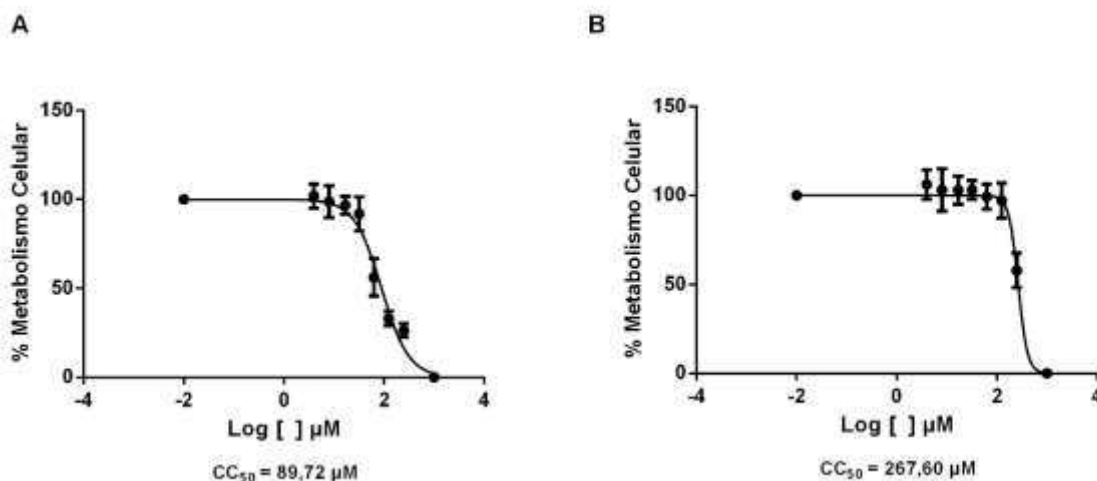 A
150
100
50
0
% Metabolismo Celular
-4
-2
0
2
4
Log [ ] µM
CC₅₀ = 89,72 µM
B
150
100
50
0
% Metabolismo Celular
-4
-2
0
2
4
Log [ ] µM
CC₅₀ = 267,60 µM